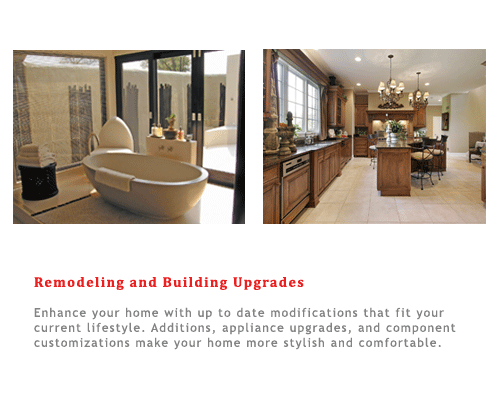 Remodeling and Building Upgrades
Enhance your home with up to date modifications that fit your
current lifestyle. Additions, appliance upgrades, and component
customizations make your home more stylish and comfortable.